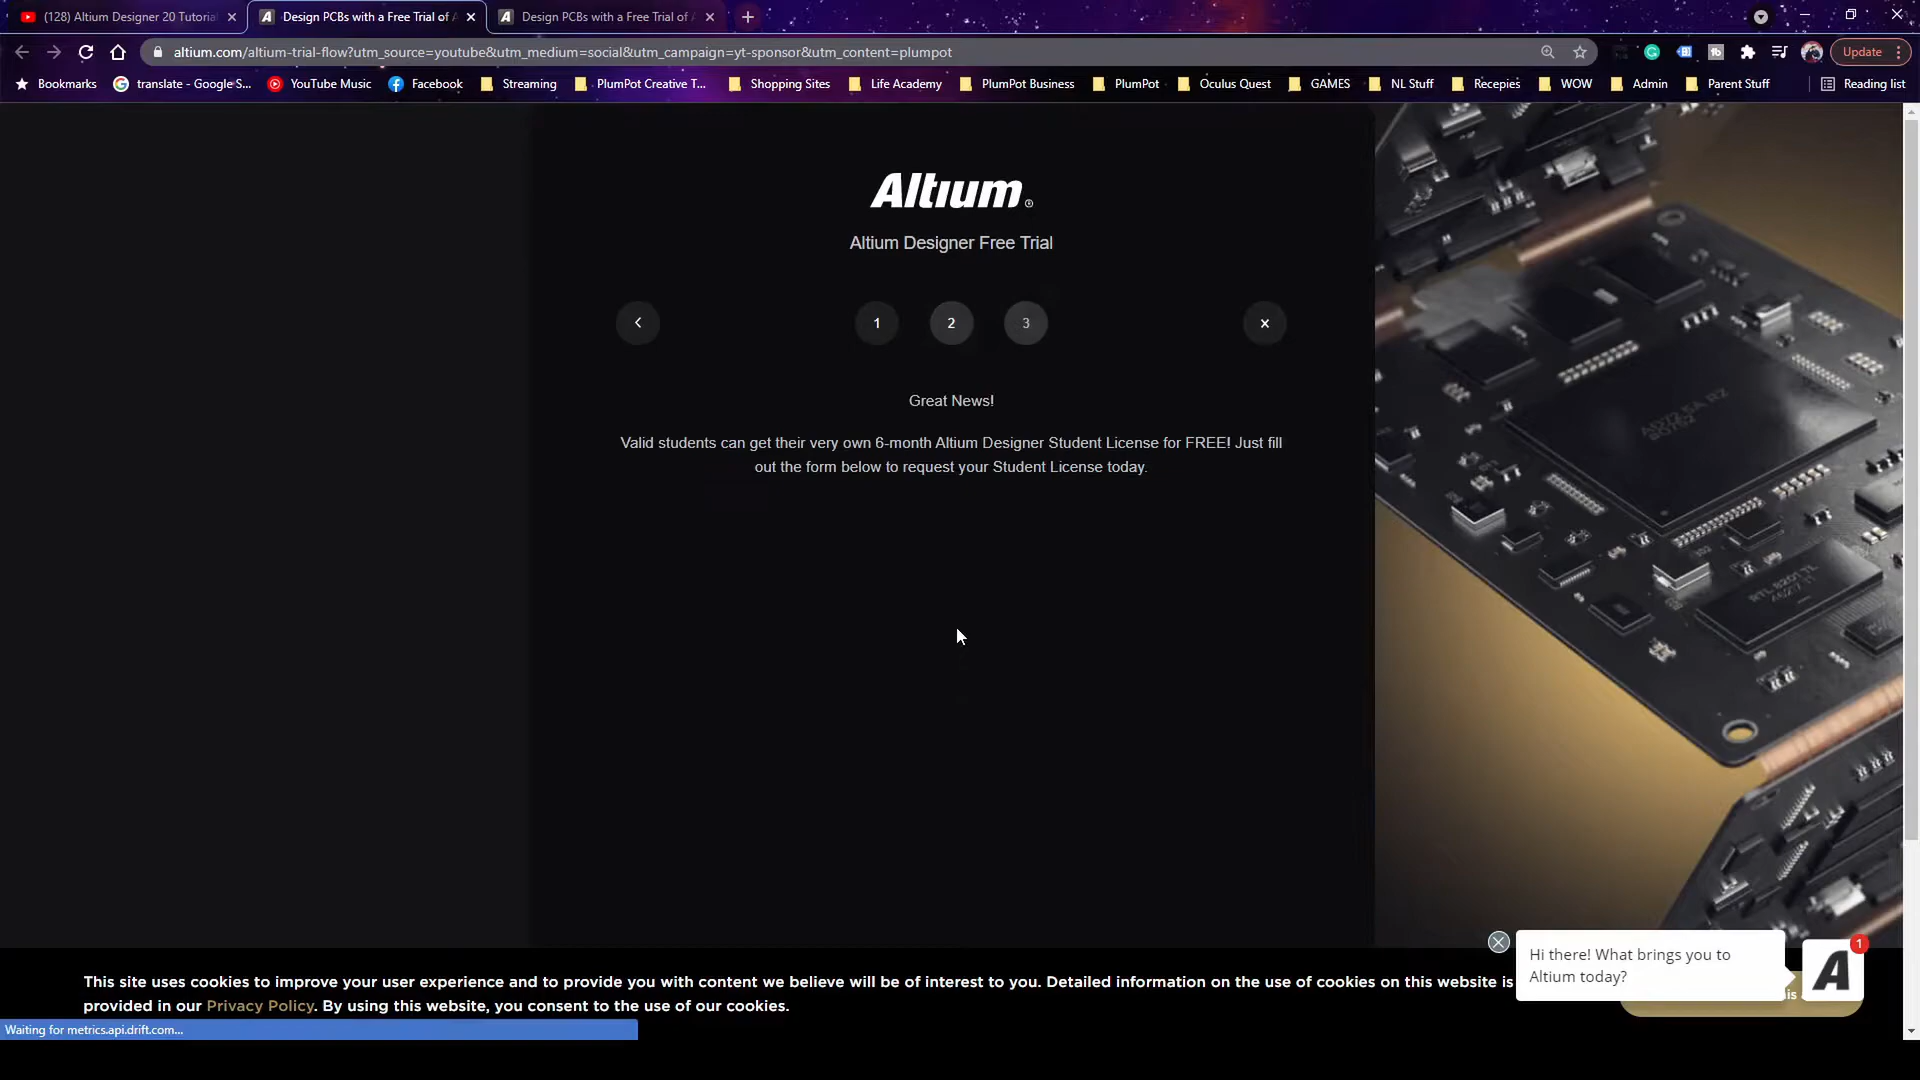 (128) Altium Designer 20 Tutorial
Design PCBs with a Free Trial of A
Design PCBs with a Free Trial of A
altium.com/altium-trial-flow?utm_source=youtube&utm_medium=social&utm_campaign=yt-sponsor&utm_content=plumpot
Update
Bookmarks
translate - Google S...
YouTube Music
Facebook
Streaming
PlumPot Creative T...
Shopping Sites
Life Academy
PlumPot Business
PlumPot
Oculus Quest
GAMES
NL Stuff
Recepies
WOW
Admin
Parent Stuff
Reading list
Altium
Altium Designer Free Trial
1
2
3
Great News!
Valid students can get their very own 6-month Altium Designer Student License for FREE! Just fill
out the form below to request your Student License today.
This site uses cookies to improve your user experience and to provide you with content we believe will be of interest to you. Detailed information on the use of cookies on this website is
provided in our Privacy Policy. By using this website, you consent to the use of our cookies.
Hi there! What brings you to
Altium today?
1
Waiting for metrics.api.drift.com...